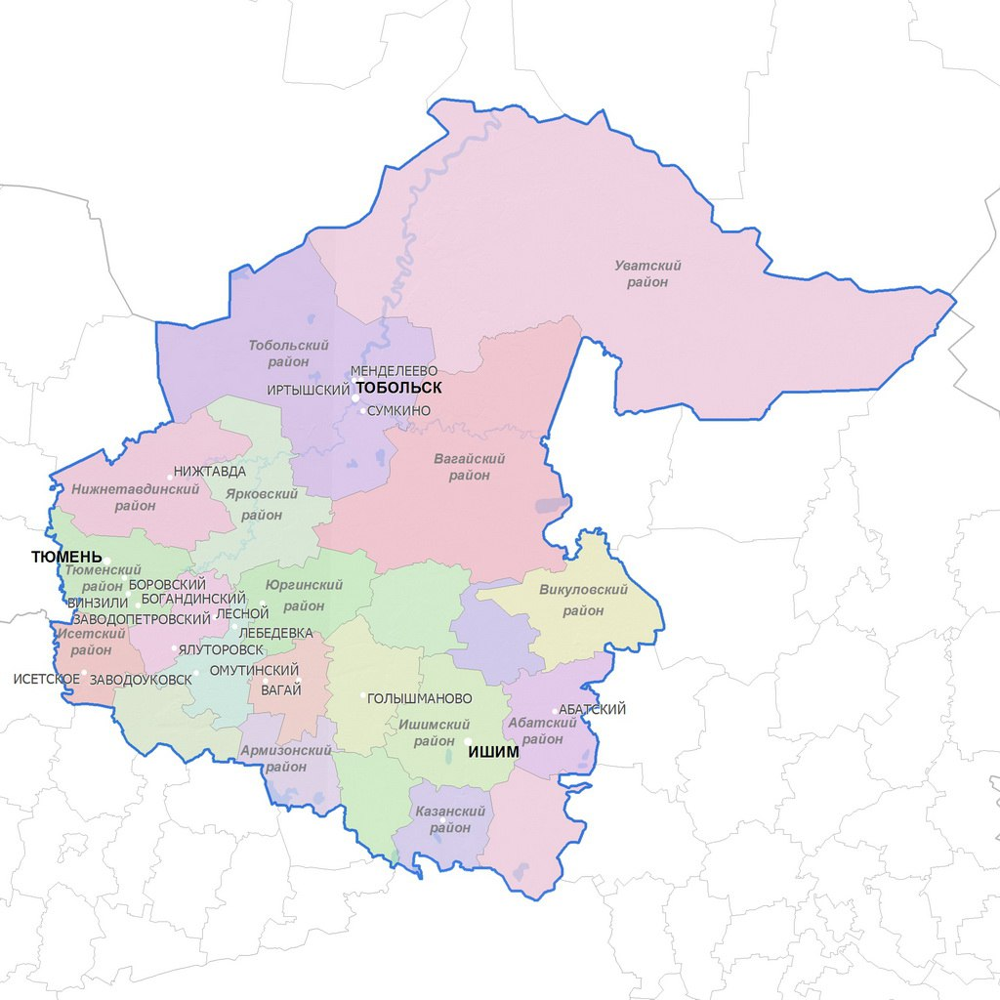 Уватский
район
Тобольский
район
МЕНДЕЛЕЕВО
ИРТЫШСКИЙ
ТОБОЛЬСК
СУМКИНО
Вагайский
район
НИЖТАВДА
Нижнетавдинский
район
Ярковский
район
ТЮМЕНЬ
Тюменский
район
БОРОВСКИЙ
Юргинский
район
Викуловский
район
ВИНЗИЛИ
БОГАНДИНСКИЙ
ЗАВОДОПЕТРОВСКИЙ
ЛЕСНОЙ
Исетский
район
ЛЕБЕДЕВКА
ЯЛУТОРОВСК
ИСЕТСКОЕ
ЗАВОДОУКОВСК
ОМУТИНСКИЙ
ВАГАЙ
ГОЛЫШМАНОВО
АБАТСКИЙ
Ишимский
район
Абатский
район
ИШИМ
Армизонский
район
Казанский
район